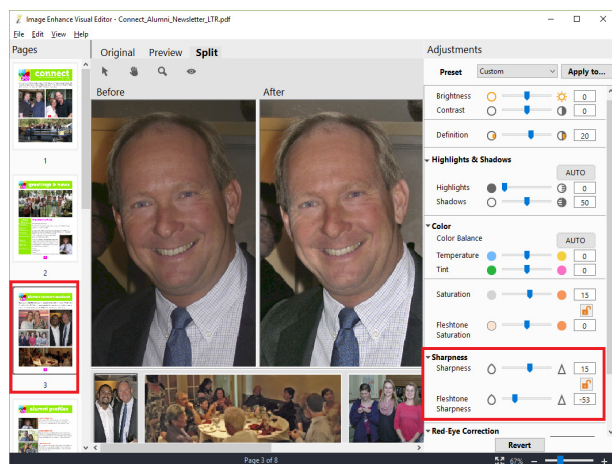 Image Enhance Visual Editor - Connect_Alumni_Newsletter_LTR.pdf
File Edit View Help
Pages
connect
1
greetings & news
2
3
alumni profiles
Original Preview Split
Before After
Page 3 of 8
67%
Adjustments
Preset Custom Apply to...
Brightness 0
Contrast 0
Definition 20
Highlights & Shadows
AUTO
Highlights 0
Shadows 50
Color
Color Balance AUTO
Temperature 0
Tint 0
Saturation 15
Fleshtone 0
Saturation
Sharpness
Sharpness 15
Fleshtone -53
Sharpness
Red-Eye Correction
Revert